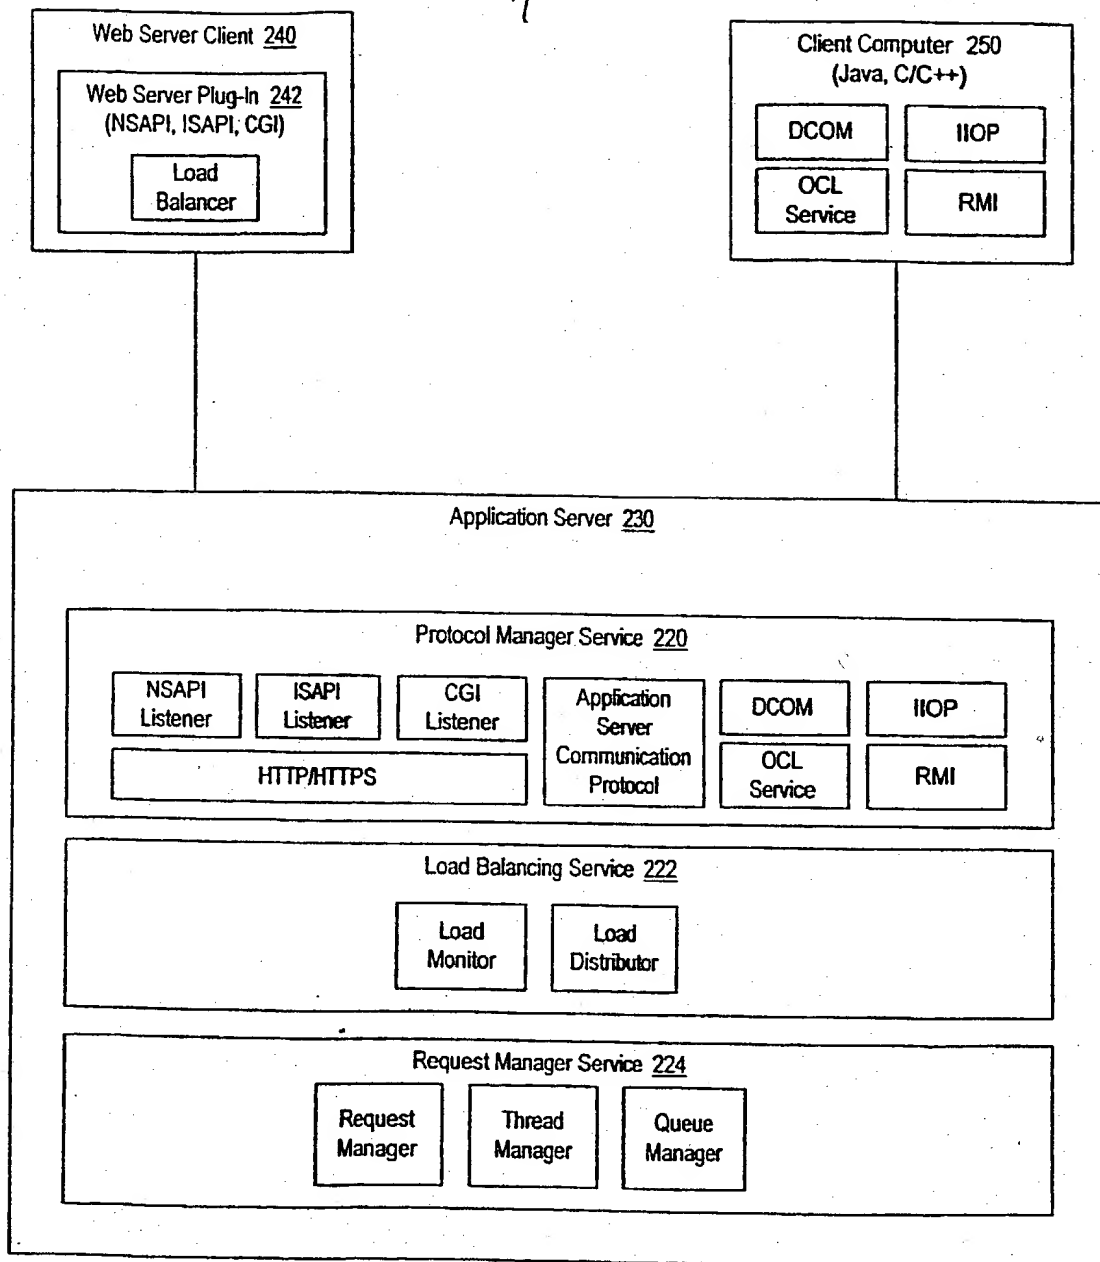 Web Server Client 240
Web Server Plug-In 242
(NSAPI, ISAPI, CGI)
Load
Balancer
Client Computer 250
(Java, C/C++)
DCOM
IIOP
OCL
Service
RMI
Application Server 230
Protocol Manager Service 220
NSAPI
Listener
ISAPI
Listener
CGI
Listener
HTTP/HTTPS
Application
Server
Communication
Protocol
DCOM
IIOP
OCL
Service
RMI
Load Balancing Service 222
Load
Monitor
Load
Distributor
Request Manager Service 224
Request
Manager
Thread
Manager
Queue
Manager